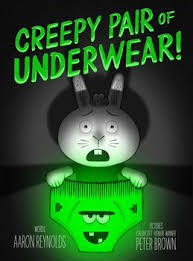 CREEPY PAIR OF
UNDERWEAR!
WORDS
AARON REYNOLDS
PICTURES
CALDECOTT HONOR WINNER
PETER BROWN